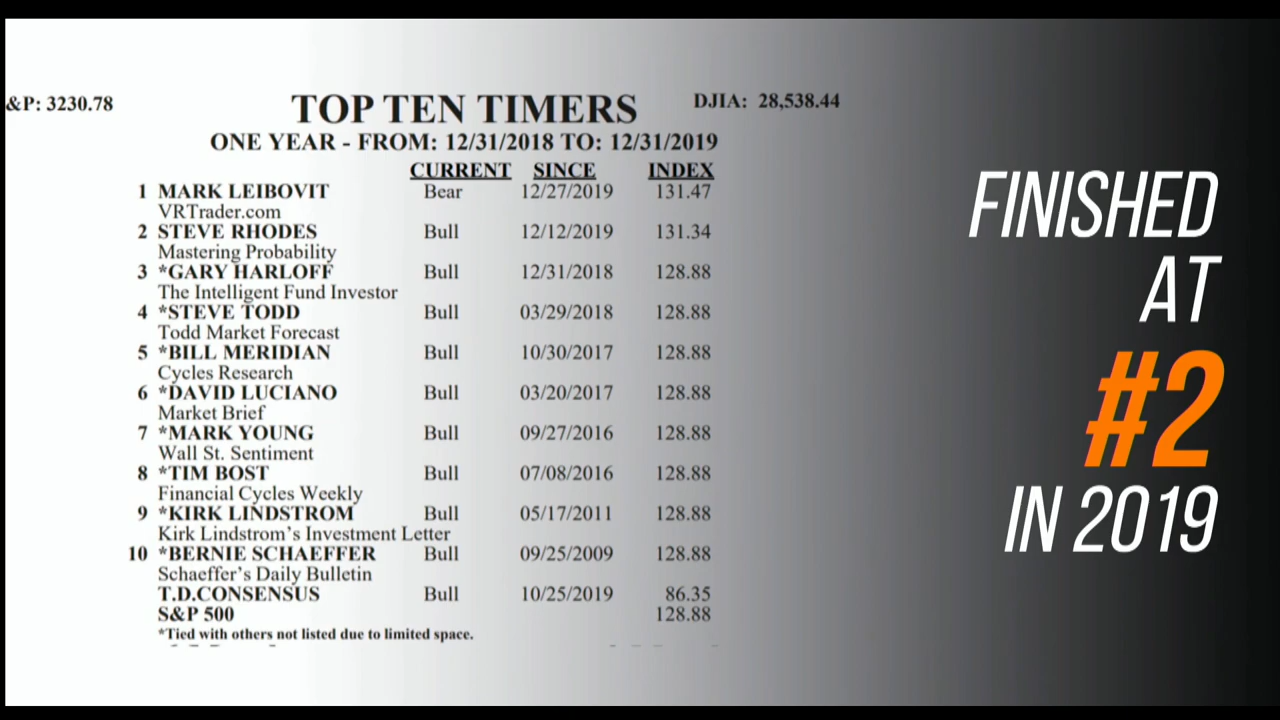 &P: 3230.78
TOP TEN TIMERS
DJIA: 28,538.44
ONE YEAR - FROM: 12/31/2018 TO: 12/31/2019
CURRENT SINCE INDEX
1 MARK LEIBOVIT Bear 12/27/2019 131.47
VRTrader.com
2 STEVE RHODES Bull 12/12/2019 131.34
Mastering Probability
3 *GARY HARLOFF Bull 12/31/2018 128.88
The Intelligent Fund Investor
4 *STEVE TODD Bull 03/29/2018 128.88
Todd Market Forecast
5 *BILL MERIDIAN Bull 10/30/2017 128.88
Cycles Research
6 *DAVID LUCIANO Bull 03/20/2017 128.88
Market Brief
7 *MARK YOUNG Bull 09/27/2016 128.88
Wall St. Sentiment
8 *TIM BOST Bull 07/08/2016 128.88
Financial Cycles Weekly
9 *KIRK LINDSTROM Bull 05/17/2011 128.88
Kirk Lindstrom's Investment Letter
10 *BERNIE SCHAEFFER Bull 09/25/2009 128.88
Schaeffer's Daily Bulletin
T.D.CONSENSUS Bull 10/25/2019 86.35
S&P 500 128.88
*Tied with others not listed due to limited space.
FINISHED
AT
#2
IN 2019